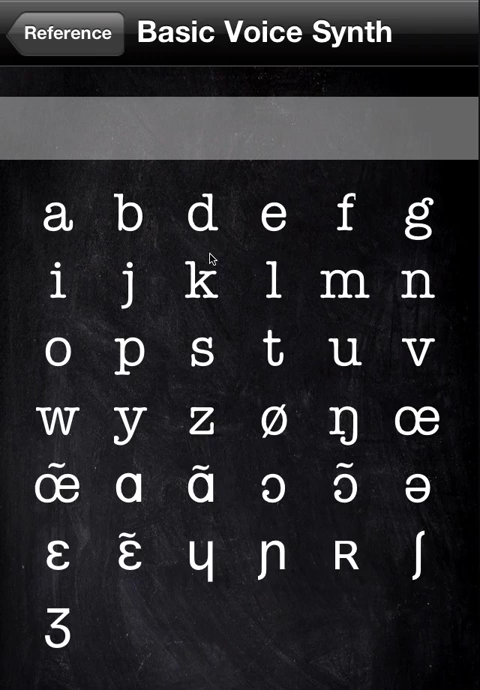 Reference Basic Voice Synth
a b d e f g
i j k l m n
o p s t u v
w y z ø ŋ œ
œ̃ ɑ ɑ̃ ɔ ɔ̃ ə
ɛ ɛ̃ ɥ ɲ ʀ ʃ
ʒ